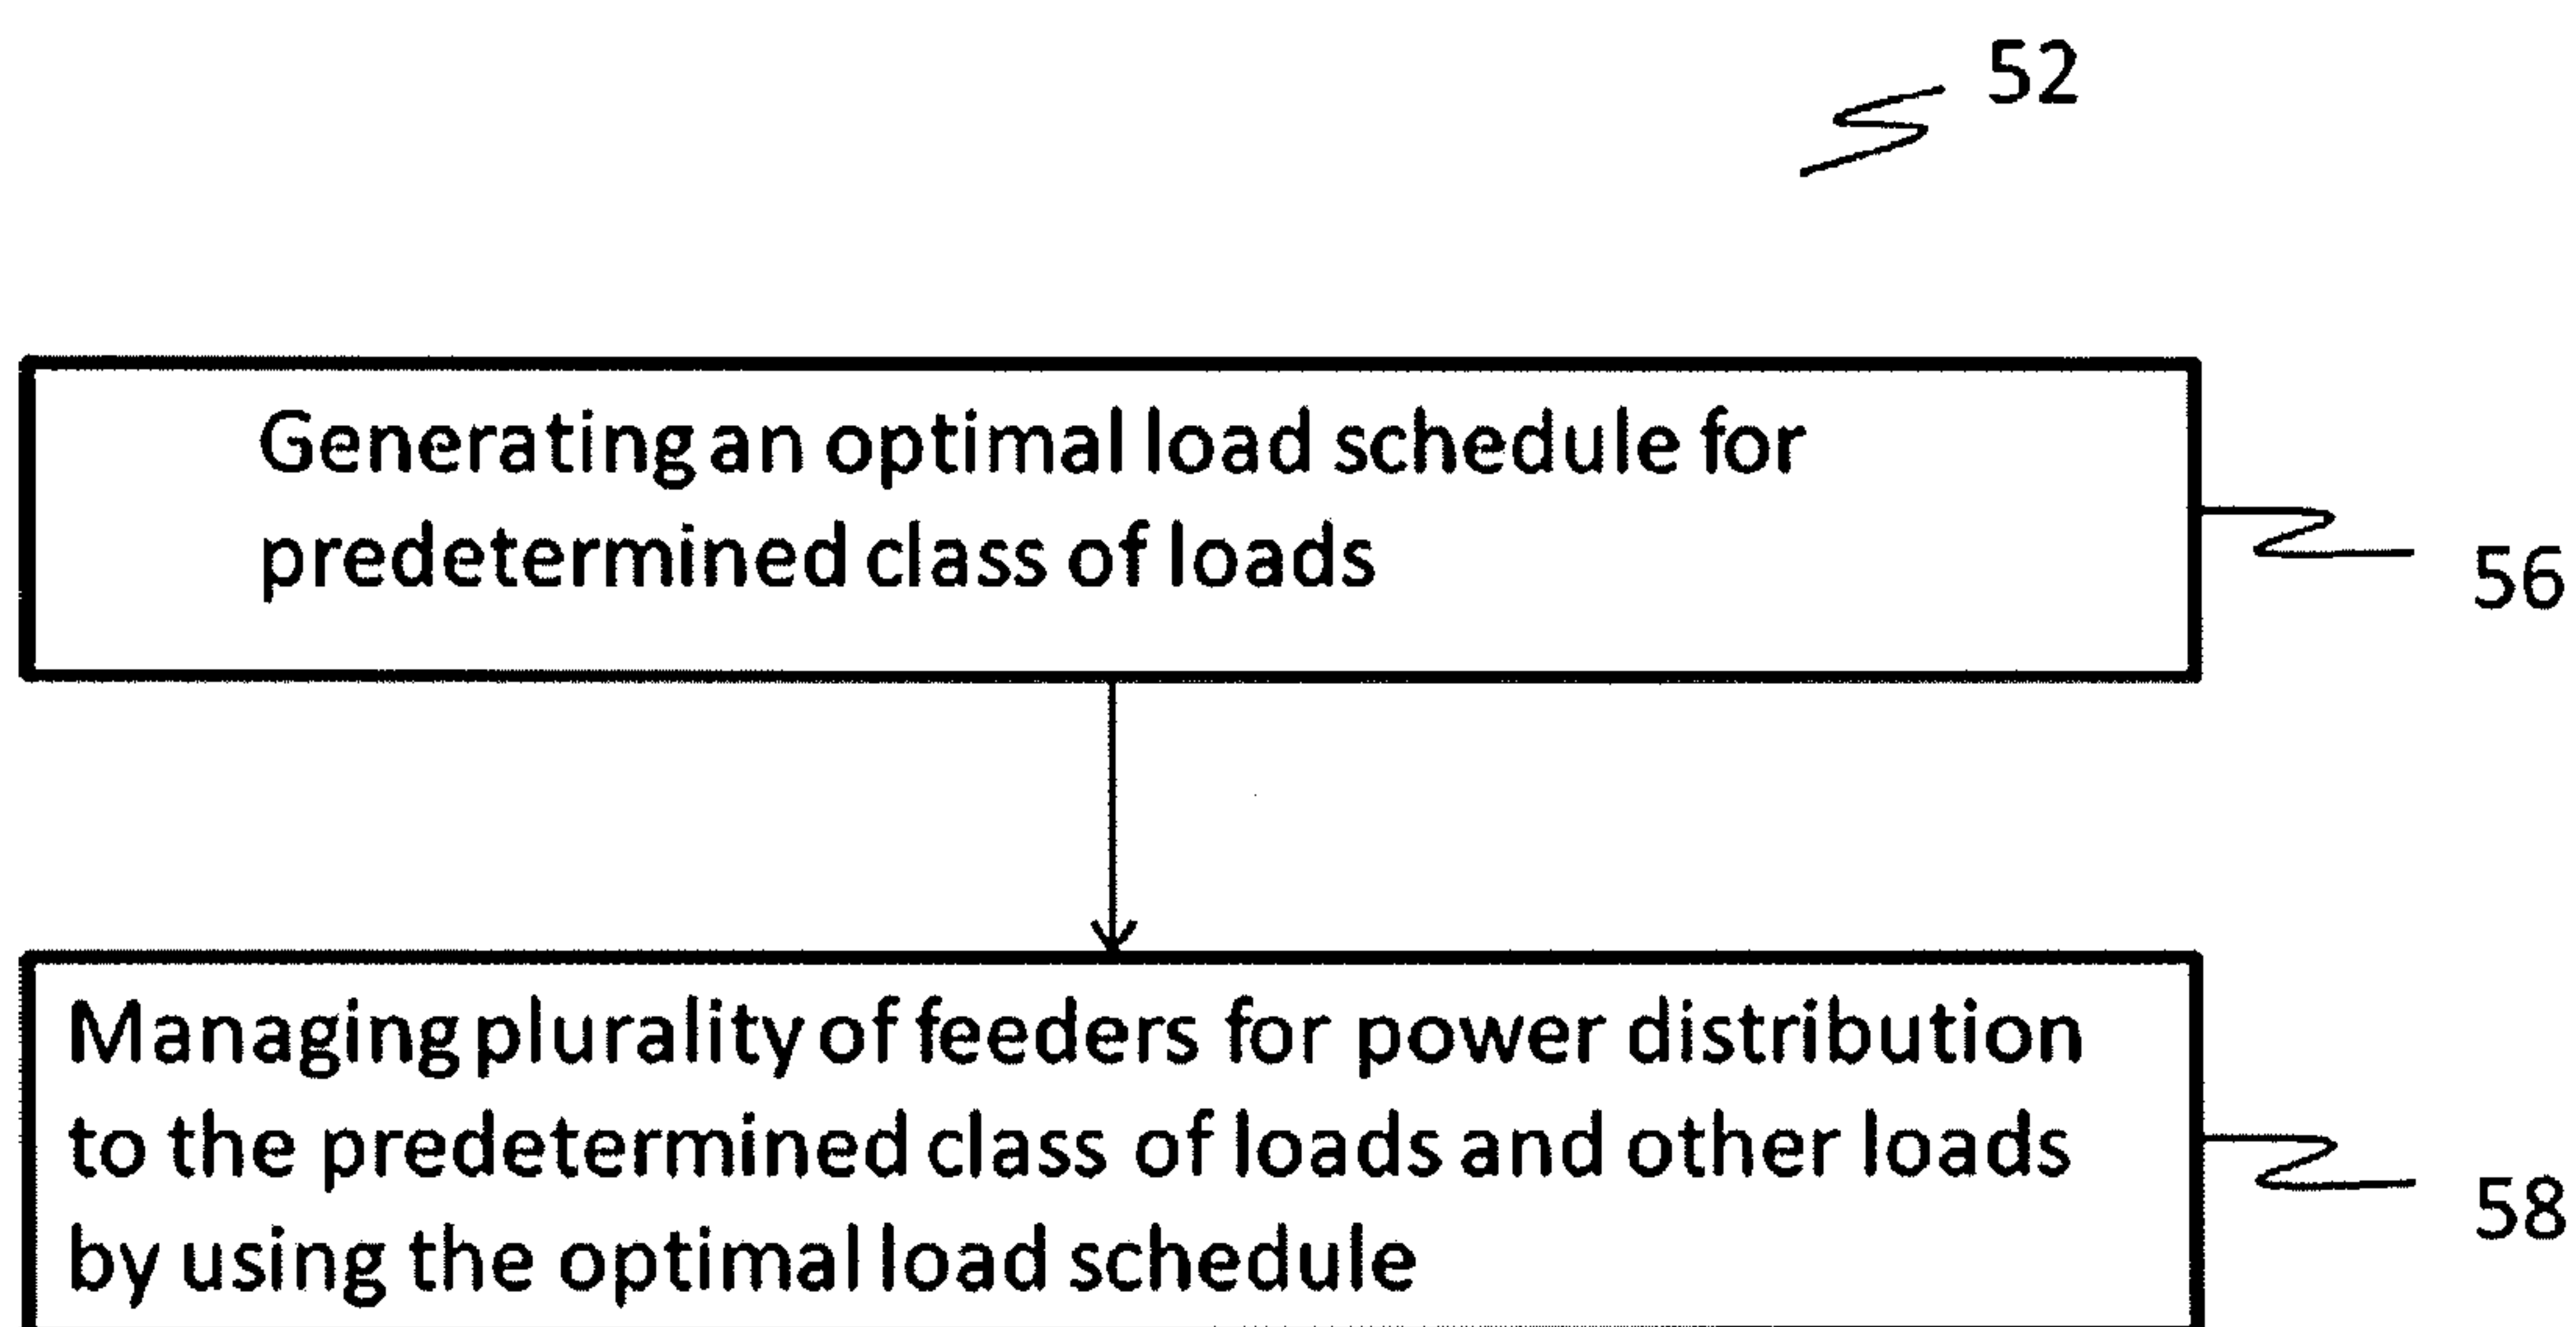 52
Generating an optimal load schedule for
predetermined class of loads
56
Managing plurality of feeders for power distribution
to the predetermined class of loads and other loads
by using the optimal load schedule
58